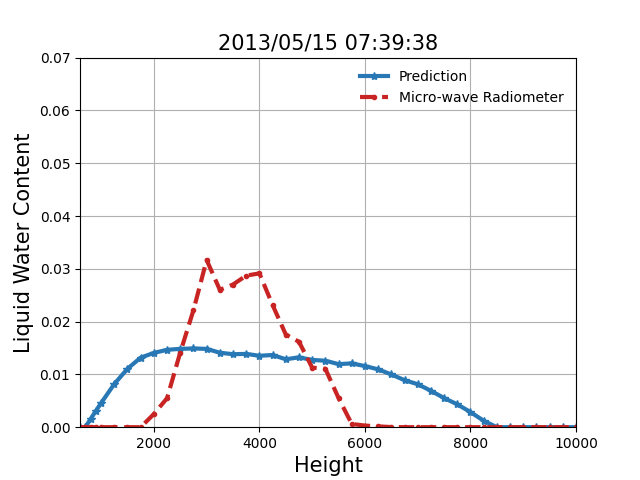 2013/05/15 07:39:38
0.07
0.06
0.05
0.04
0.03
0.02
0.01
0.00
Liquid Water Content
Prediction
Micro-wave Radiometer
2000 4000 6000 8000 10000
Height